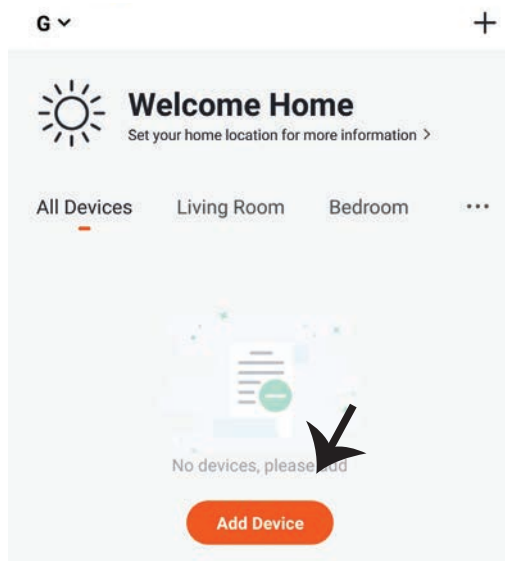 G
Welcome Home
Set your home location for more information >
All Devices Living Room Bedroom ...
No devices, please add
Add Device